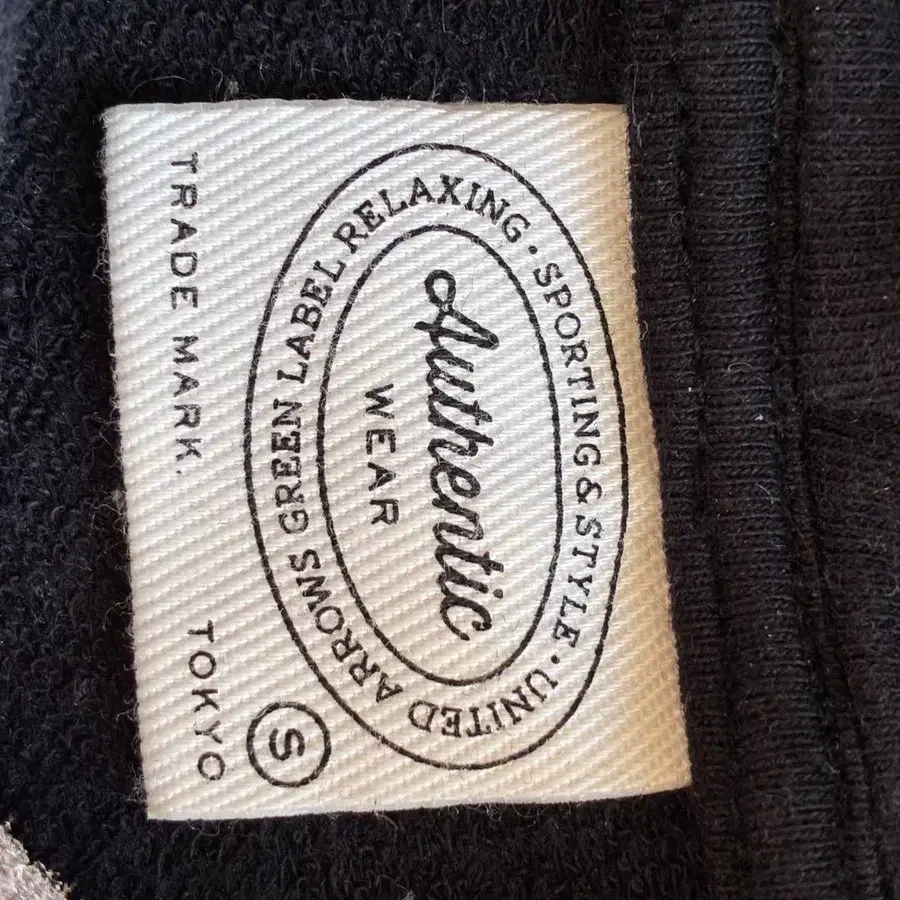 SPORTING & STYLE · UNITED ARROWS GREEN LABEL RELAXING ·
Authentic
WEAR
S
TRADE MARK. TOKYO